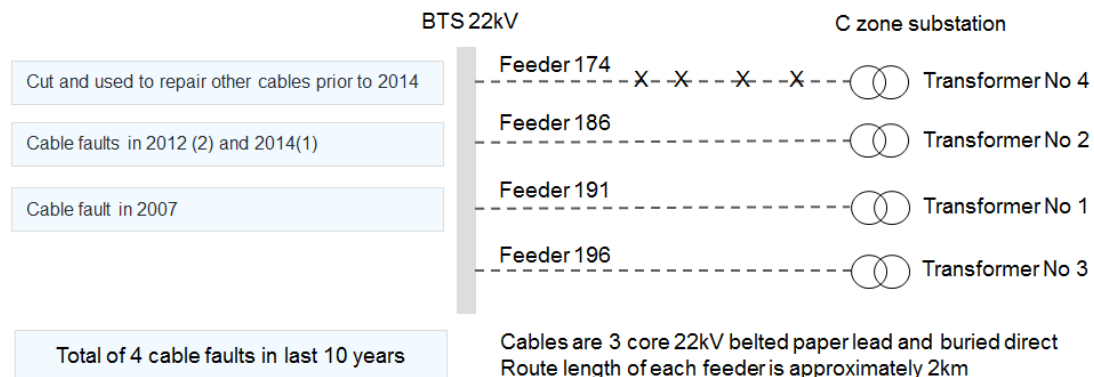 BTS 22kV
C zone substation
Cut and used to repair other cables prior to 2014
Feeder 174
X X X X
Transformer No 4
Cable faults in 2012 (2) and 2014(1)
Feeder 186
Transformer No 2
Cable fault in 2007
Feeder 191
Transformer No 1
Feeder 196
Transformer No 3
Total of 4 cable faults in last 10 years
Cables are 3 core 22kV belted paper lead and buried direct
Route length of each feeder is approximately 2km